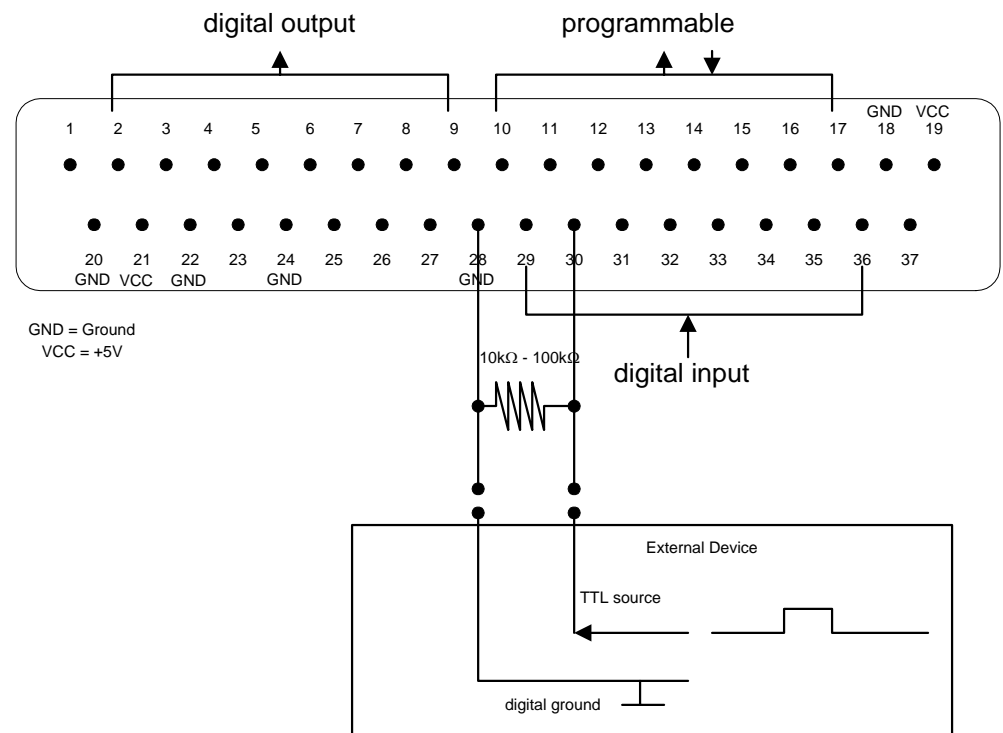 digital output programmable
GND VCC
1 2 3 4 5 6 7 8 9 10 11 12 13 14 15 16 17 18 19
20 21 22 23 24 25 26 27 28 29 30 31 32 33 34 35 36 37
GND VCC GND GND GND
GND = Ground
VCC = +5V
10kΩ - 100kΩ
digital input
External Device
TTL source
digital ground